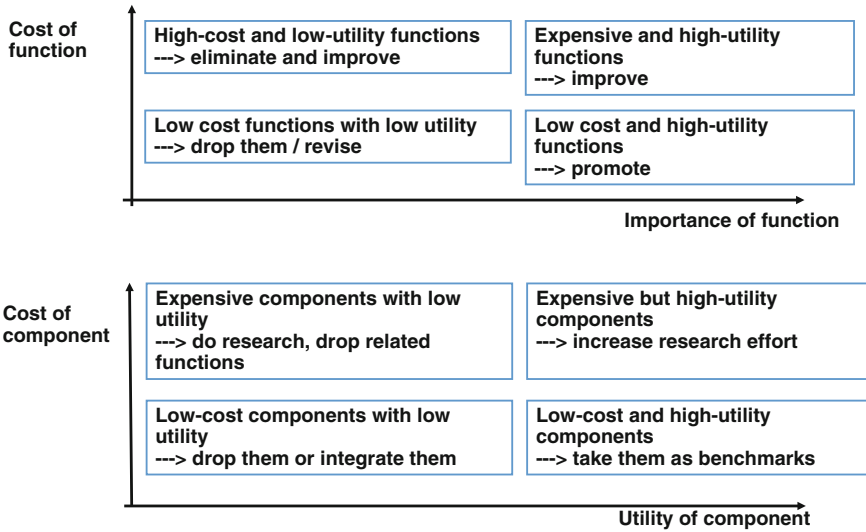 Cost of
function
High-cost and low-utility functions
---> eliminate and improve
Expensive and high-utility
functions
---> improve
Low cost functions with low utility
---> drop them / revise
Low cost and high-utility
functions
---> promote
Importance of function
Cost of
component
Expensive components with low
utility
---> do research, drop related
functions
Expensive but high-utility
components
---> increase research effort
Low-cost components with low
utility
---> drop them or integrate them
Low-cost and high-utility
components
---> take them as benchmarks
Utility of component